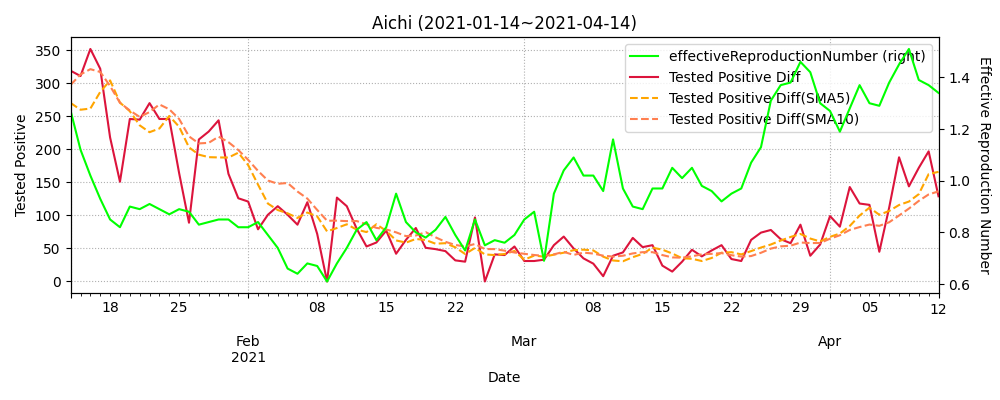 Aichi (2021-01-14~2021-04-14)
effectiveReproductionNumber (right)
Tested Positive Diff
Tested Positive Diff(SMA5)
Tested Positive Diff(SMA10)
Tested Positive
350
300
250
200
150
100
50
0
1.4
1.2
1.0
0.8
0.6
Effective Reproduction Number
18 25 08 15 22 08 15 22 29 05 12
Feb Mar Apr
2021
Date